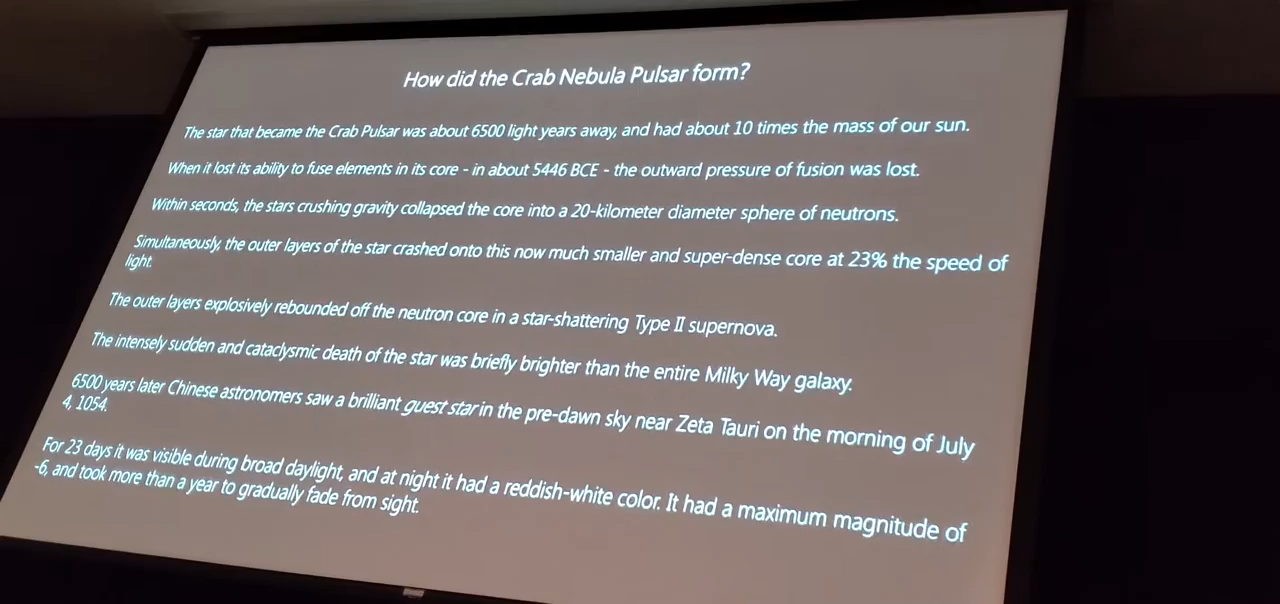 How did the Crab Nebula Pulsar form?
The star that became the Crab Pulsar was about 6500 light years away, and had about 10 times the mass of our sun.
When it lost its ability to fuse elements in its core - in about 5446 BCE - the outward pressure of fusion was lost.
Within seconds, the stars crushing gravity collapsed the core into a 20-kilometer diameter sphere of neutrons.
Simultaneously, the outer layers of the star crashed onto this now much smaller and super-dense core at 23% the speed of
light.
The outer layers explosively rebounded off the neutron core in a star-shattering Type II supernova.
The intensely sudden and cataclysmic death of the star was briefly brighter than the entire Milky Way galaxy.
6500 years later Chinese astronomers saw a brilliant guest star in the pre-dawn sky near Zeta Tauri on the morning of July
4, 1054.
For 23 days it was visible during broad daylight, and at night it had a reddish-white color. It had a maximum magnitude of
-6, and took more than a year to gradually fade from sight.